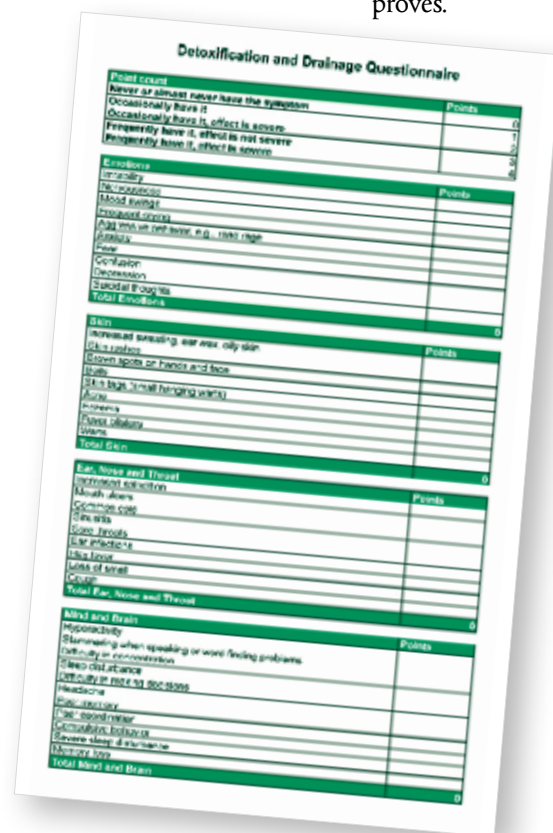 proves.
Detoxification and Drainage Questionnaire
Point count Points
Never or almost never have the symptom 0
Occasionally have it 1
Occasionally have it, effect is severe 2
Frequently have it, effect is not severe 3
Frequently have it, effect is severe 4
Emotions Points
Irritability
Nervousness
Mood swings
Frequent crying
Aggressive behavior, e.g., road rage
Anxiety
Fear
Confusion
Depression
Suicidal thoughts
Total Emotions 0
Skin Points
Increased sweating, ear wax, oily skin
Skin rashes
Brown spots on hands and face
Boils
Skin tags (small hanging warts)
Acne
Eczema
Fever blisters
Warts
Total Skin 0
Ear, Nose and Throat Points
Increased salivation
Mouth ulcers
Common cold
Sinusitis
Sore throats
Ear infections
Hay fever
Loss of smell
Cough
Total Ear, Nose and Throat 0
Mind and Brain Points
Hyperactivity
Stammering when speaking or word finding problems
Difficulty in concentration
Sleep disturbance
Difficulty in making decisions
Headache
Poor memory
Poor coordination
Compulsive behavior
Severe sleep disturbance
Memory loss
Total Mind and Brain 0